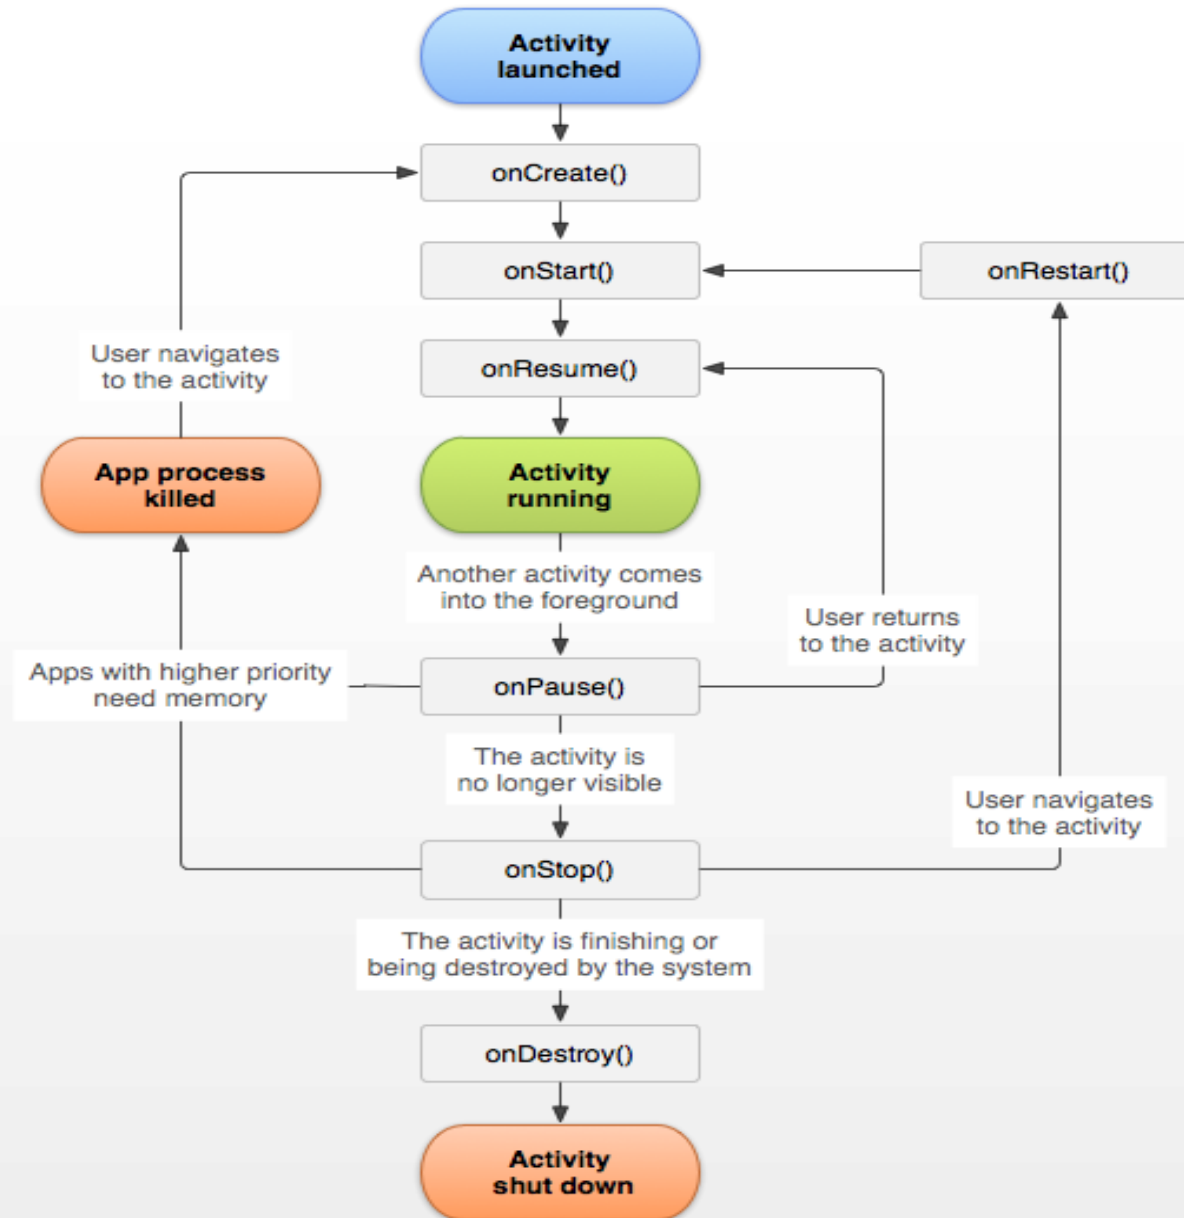 Activity
launched
onCreate()
onStart()
onRestart()
User navigates
to the activity
onResume()
App process
killed
Activity
running
Another activity comes
into the foreground
User returns
to the activity
Apps with higher priority
need memory
onPause()
The activity is
no longer visible
User navigates
to the activity
onStop()
The activity is finishing or
being destroyed by the system
onDestroy()
Activity
shut down